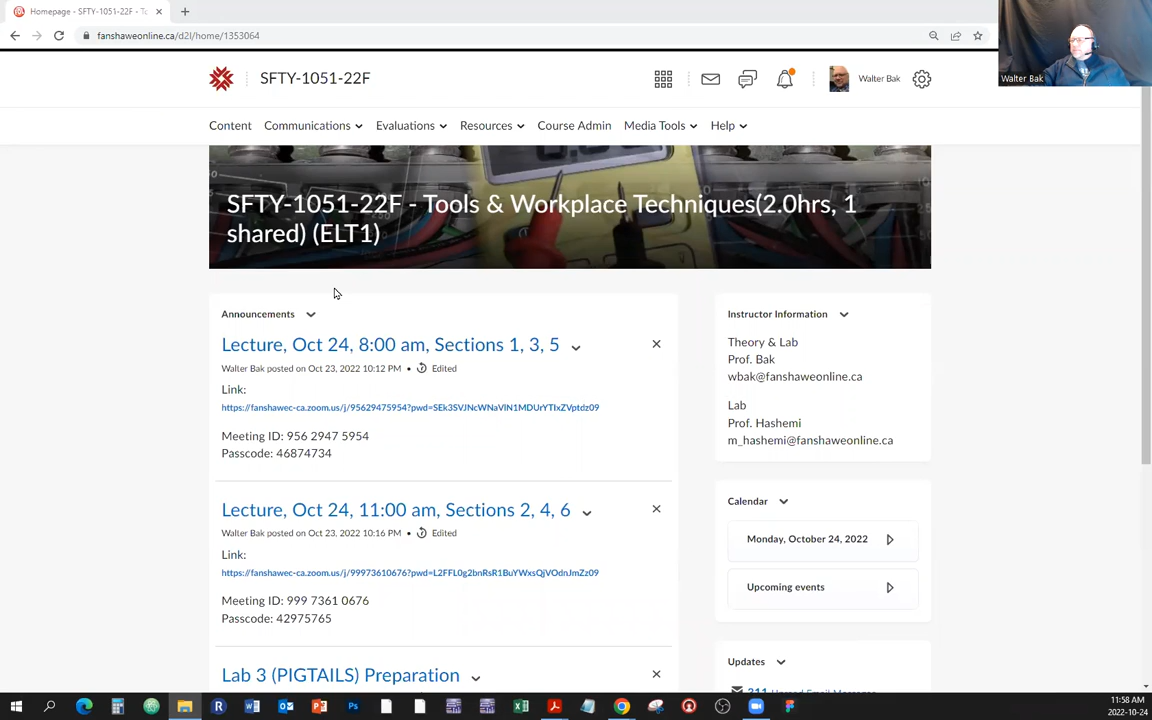 Homepage - SFTY-1051-22F - To
fanshaweonline.ca/d2l/home/1353064
SFTY-1051-22F
Walter Bak
Walter Bak
Content
Communications
Evaluations
Resources
Course Admin
Media Tools
Help
SFTY-1051-22F - Tools & Workplace Techniques(2.0hrs, 1
shared) (ELT1)
Announcements
Lecture, Oct 24, 8:00 am, Sections 1, 3, 5
Walter Bak posted on Oct 23, 2022 10:12 PM • Edited
Link:
https://fanshawec-ca.zoom.us/j/95629475954?pwd=SEk3SVJNcWNaVlN1MDUrYTIxZVptdz09
Meeting ID: 956 2947 5954
Passcode: 46874734
Lecture, Oct 24, 11:00 am, Sections 2, 4, 6
Walter Bak posted on Oct 23, 2022 10:16 PM • Edited
Link:
https://fanshawec-ca.zoom.us/j/99973610676?pwd=L2FFL0g2bnRsR1BuYWxsQjVOdnJmZz09
Meeting ID: 999 7361 0676
Passcode: 42975765
Lab 3 (PIGTAILS) Preparation
Instructor Information
Theory & Lab
Prof. Bak
wbak@fanshaweonline.ca
Lab
Prof. Hashemi
m_hashemi@fanshaweonline.ca
Calendar
Monday, October 24, 2022
Upcoming events
Updates
311 Unread Email Messages
11:58 AM
2022-10-24